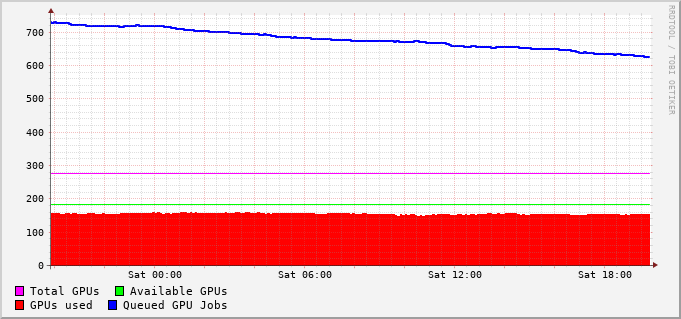 700
600
500
400
300
200
100
0
Sat 00:00 Sat 06:00 Sat 12:00 Sat 18:00
Total GPUs Available GPUs
GPUs used Queued GPU Jobs
RRDTOOL / TOBI OETIKER